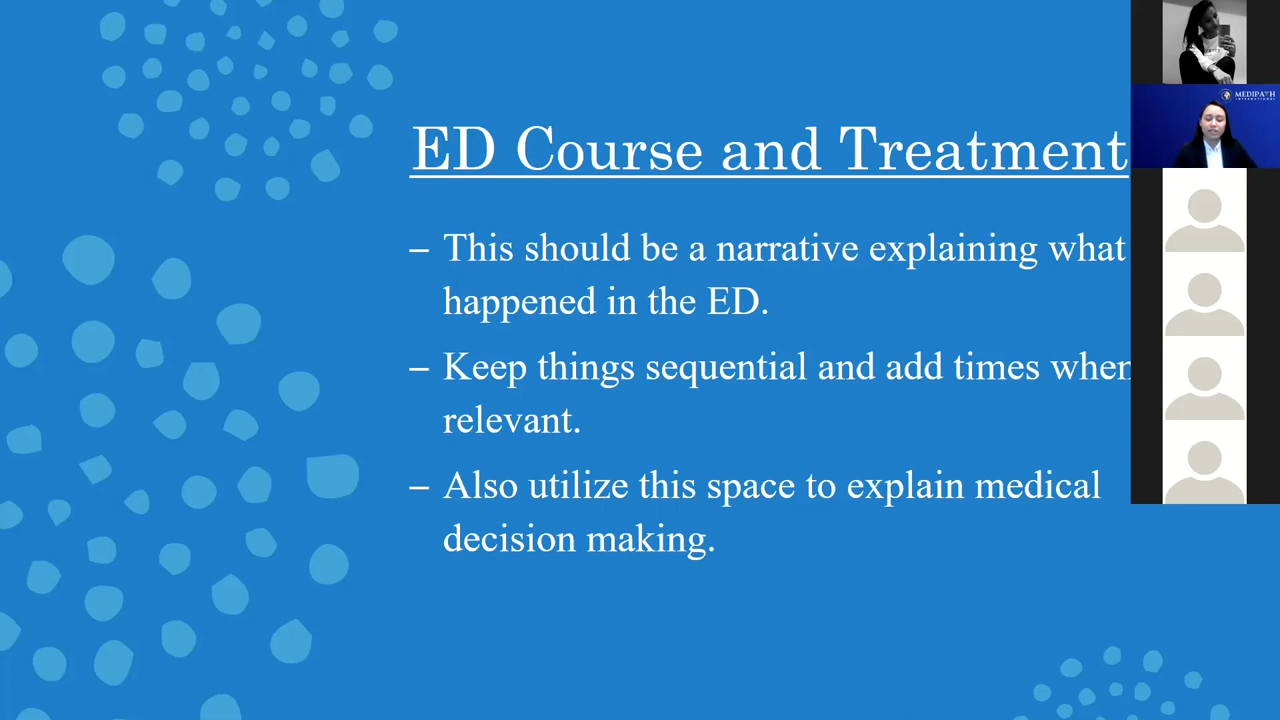 ED Course and Treatment
– This should be a narrative explaining what
happened in the ED.
– Keep things sequential and add times when
relevant.
– Also utilize this space to explain medical
decision making.
MEDIPATH
INTERNATIONAL